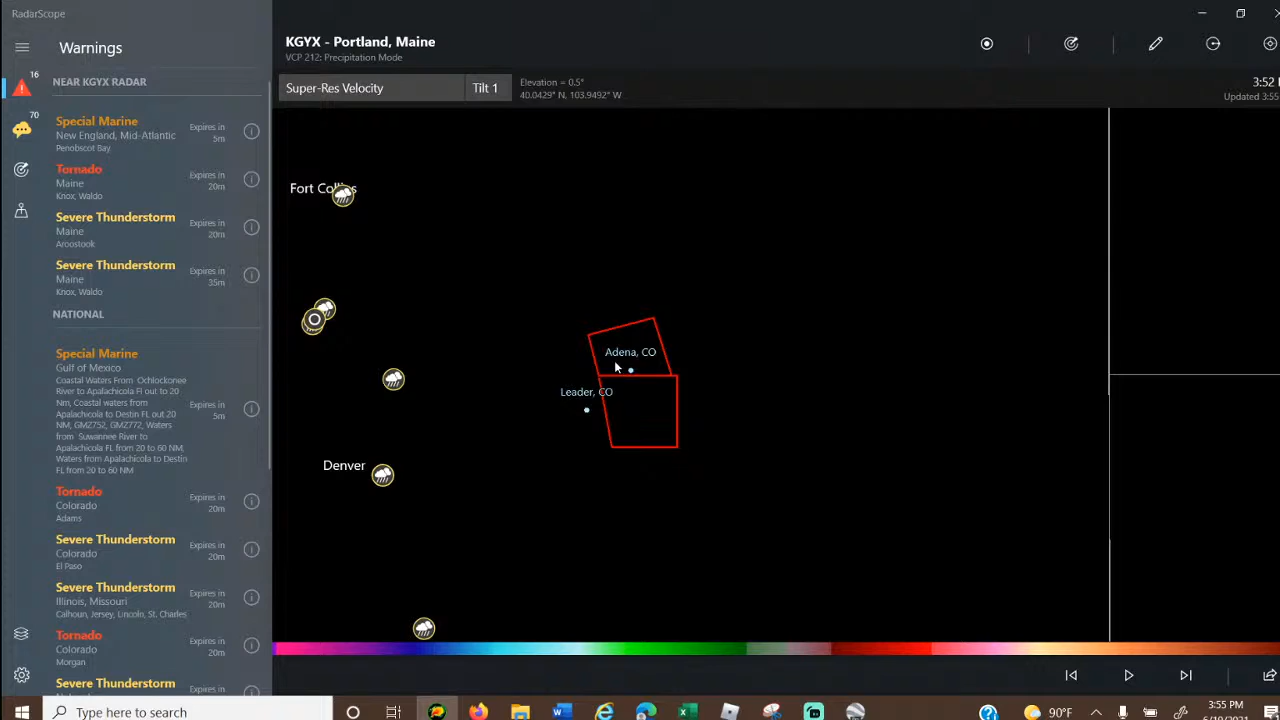 RadarScope
Warnings
16
70
NEAR KGYX RADAR
Special Marine
New England, Mid-Atlantic
Penobscot Bay
Expires in
5m
Tornado
Maine
Knox, Waldo
Expires in
20m
Severe Thunderstorm
Maine
Aroostook
Expires in
20m
Severe Thunderstorm
Maine
Knox, Waldo
Expires in
35m
NATIONAL
Special Marine
Gulf of Mexico
Coastal Waters From Ochlockonee
River to Apalachicola Fl out to 20
Nm, Coastal waters from
Apalachicola to Destin FL out 20
NM, GMZ752, GMZ772, Waters
from Suwannee River to
Apalachicola FL from 20 to 60 NM,
Waters from Apalachicola to Destin
FL from 20 to 60 NM
Expires in
5m
Tornado
Colorado
Adams
Expires in
20m
Severe Thunderstorm
Colorado
El Paso
Expires in
20m
Severe Thunderstorm
Illinois, Missouri
Calhoun, Jersey, Lincoln, St. Charles
Expires in
20m
Tornado
Colorado
Morgan
Expires in
20m
Severe Thunderstorm
Expires in
KGYX - Portland, Maine
VCP 212: Precipitation Mode
Super-Res Velocity
Tilt 1
Elevation = 0.5°
40.0429° N, 103.9492° W
3:52
Updated 3:55
Fort Collins
Adena, CO
Leader, CO
Denver
Type here to search
90°F
3:55 PM